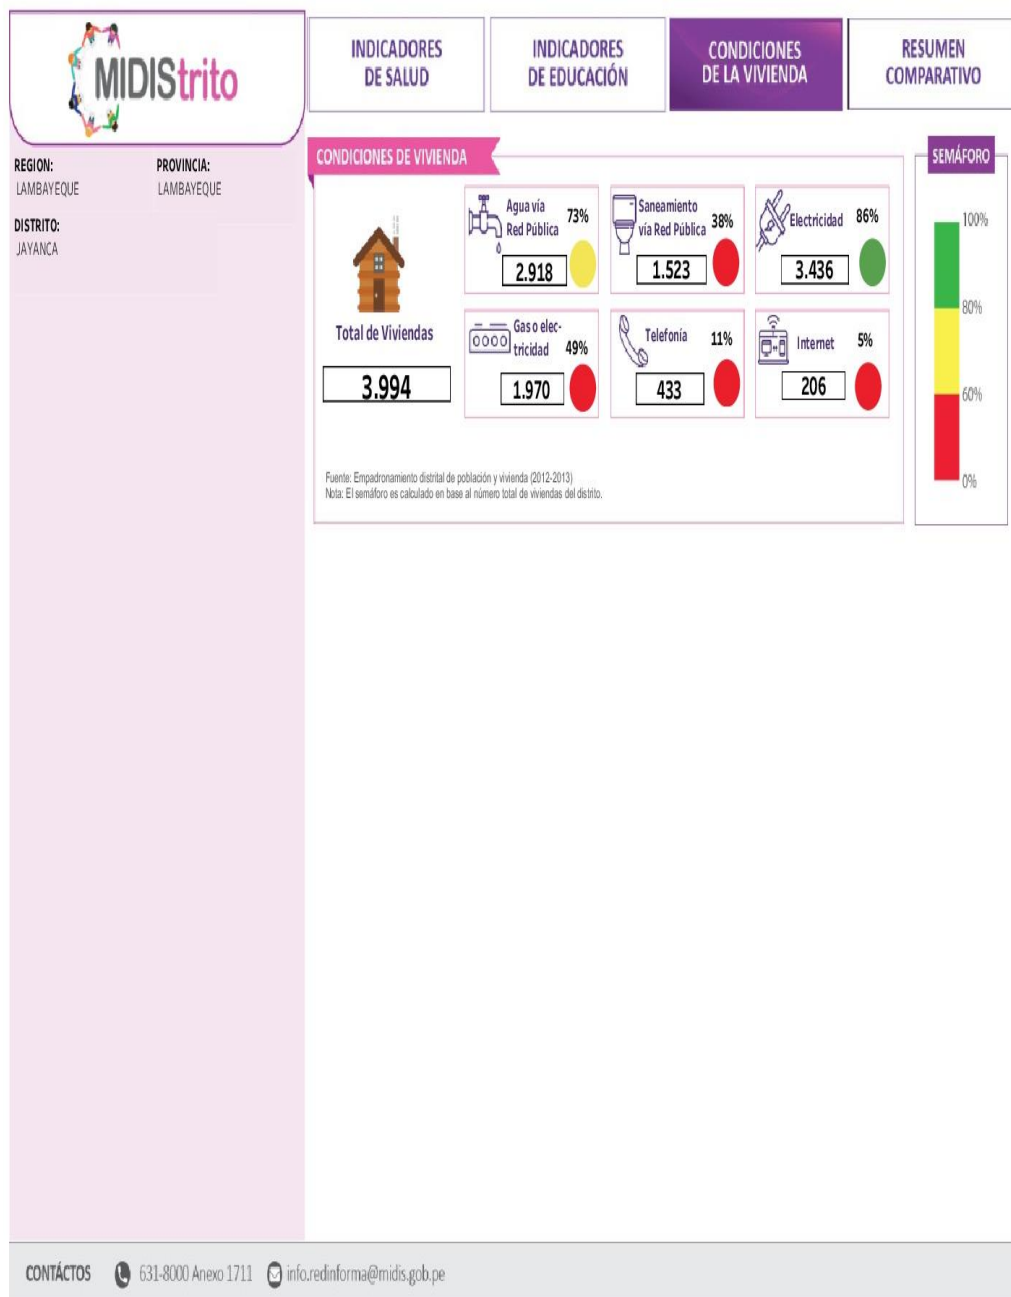 MIDIStrito
INDICADORES
DE SALUD
INDICADORES
DE EDUCACIÓN
CONDICIONES
DE LA VIVIENDA
RESUMEN
COMPARATIVO
REGION:
LAMBAYEQUE
PROVINCIA:
LAMBAYEQUE
DISTRITO:
JAYANCA
CONDICIONES DE VIVIENDA
Total de Viviendas
3.994
Agua vía
Red Pública
73%
2.918
Saneamiento
vía Red Pública
38%
1.523
Electricidad
86%
3.436
Gas o elec-
tricidad
49%
1.970
Telefonía
11%
433
Internet
5%
206
Fuente: Empadronamiento distrital de población y vivienda (2012-2013)
Nota: El semáforo es calculado en base al número total de viviendas del distrito.
SEMÁFORO
100%
80%
60%
0%
CONTÁCTOS
631-8000 Anexo 1711
info.redinforma@midis.gob.pe